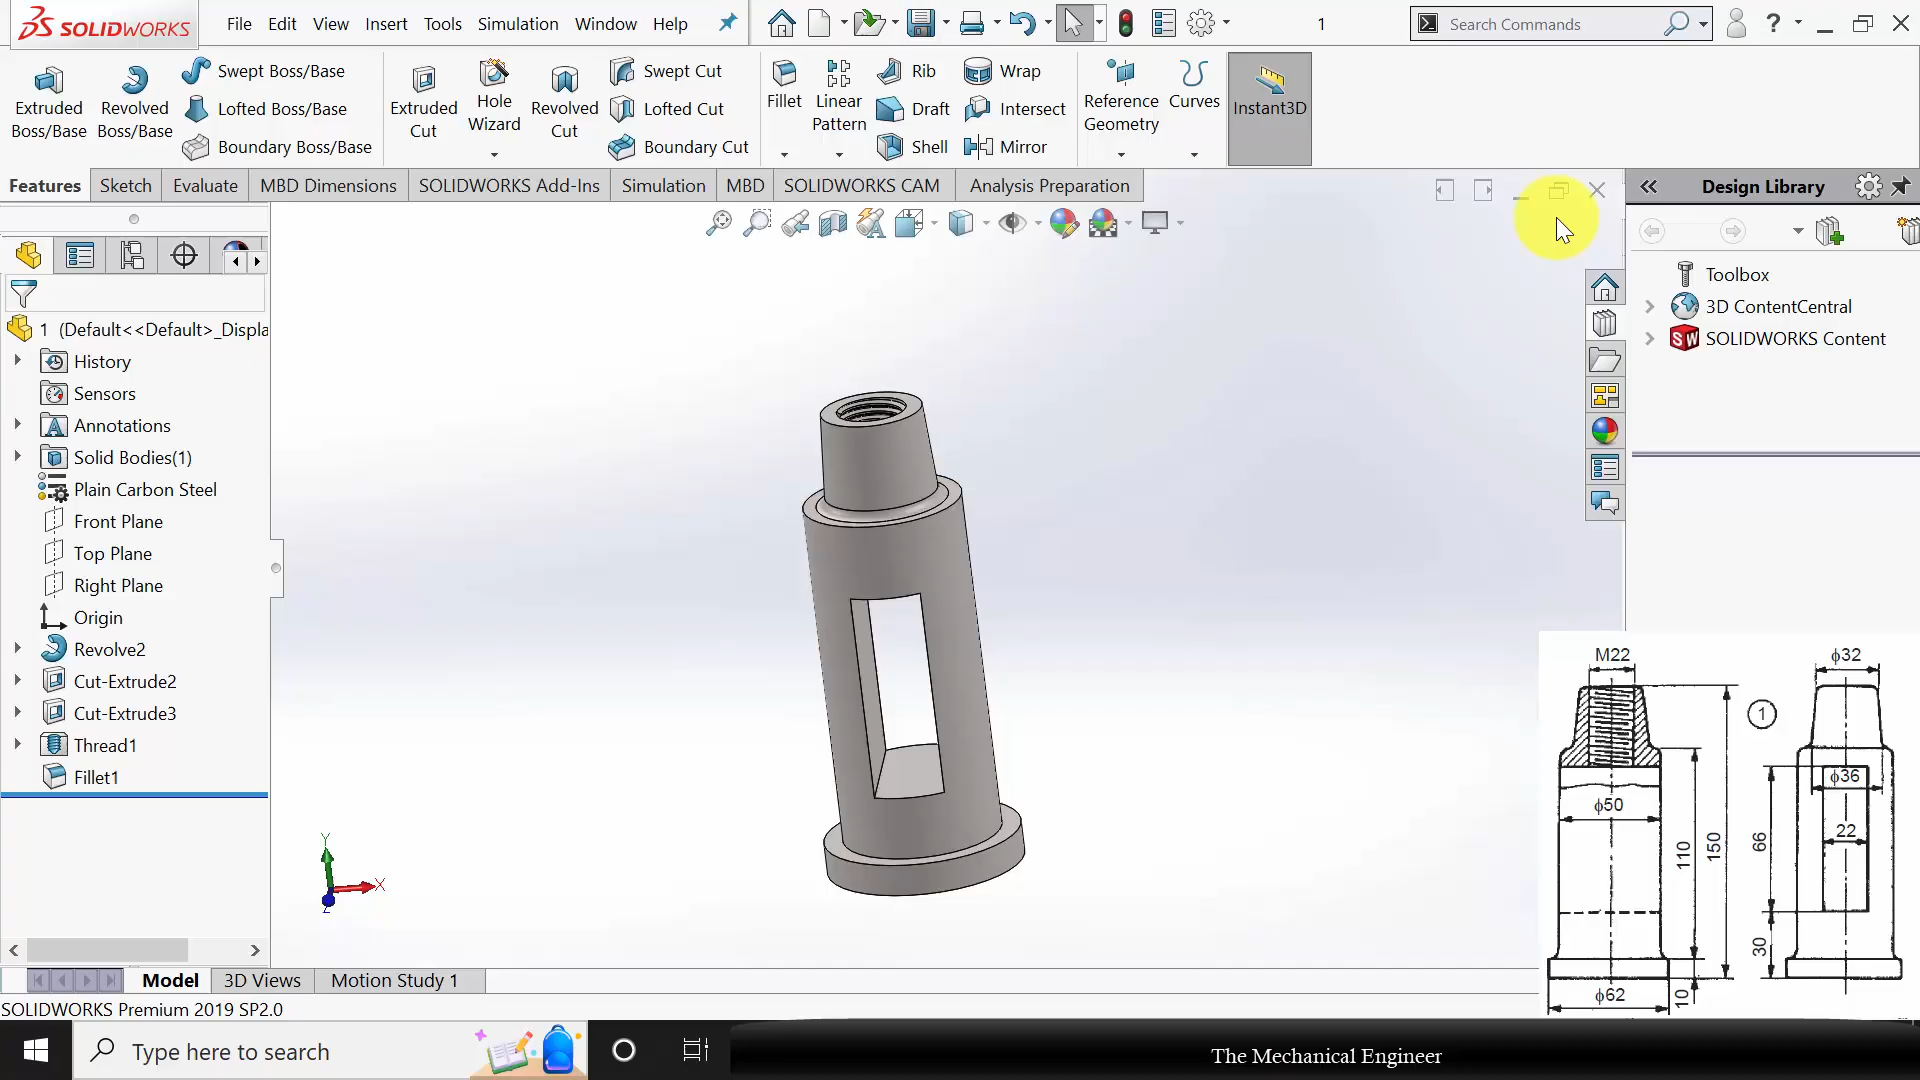 SOLIDWORKS
File Edit View Insert Tools Simulation Window Help
1
Search Commands
?
Extruded Boss/Base
Revolved Boss/Base
Swept Boss/Base
Lofted Boss/Base
Boundary Boss/Base
Extruded Cut
Hole Wizard
Revolved Cut
Swept Cut
Lofted Cut
Boundary Cut
Fillet
Linear Pattern
Rib
Draft
Shell
Wrap
Intersect
Mirror
Reference Geometry
Curves
Instant3D
Features Sketch Evaluate MBD Dimensions SOLIDWORKS Add-Ins Simulation MBD SOLIDWORKS CAM Analysis Preparation
Design Library
Toolbox
3D ContentCentral
SOLIDWORKS Content
1 (Default<<Default>_Displa
History
Sensors
Annotations
Solid Bodies(1)
Plain Carbon Steel
Front Plane
Top Plane
Right Plane
Origin
Revolve2
Cut-Extrude2
Cut-Extrude3
Thread1
Fillet1
Y
X
Z
M22
ϕ32
1
ϕ36
ϕ50
22
66
110
150
30
ϕ62
10
Model 3D Views Motion Study 1
SOLIDWORKS Premium 2019 SP2.0
Type here to search
The Mechanical Engineer